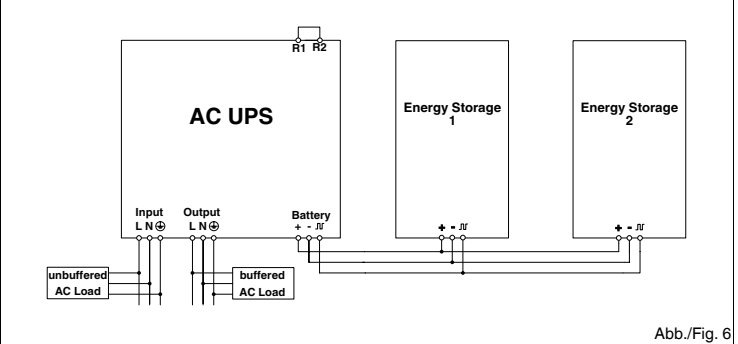 R1 R2
AC UPS
Energy Storage
1
Energy Storage
2
Input
L N ⏚
Output
L N ⏚
Battery
+ - ⎍
+ - ⎍
+ - ⎍
unbuffered
AC Load
buffered
AC Load
Abb./Fig. 6